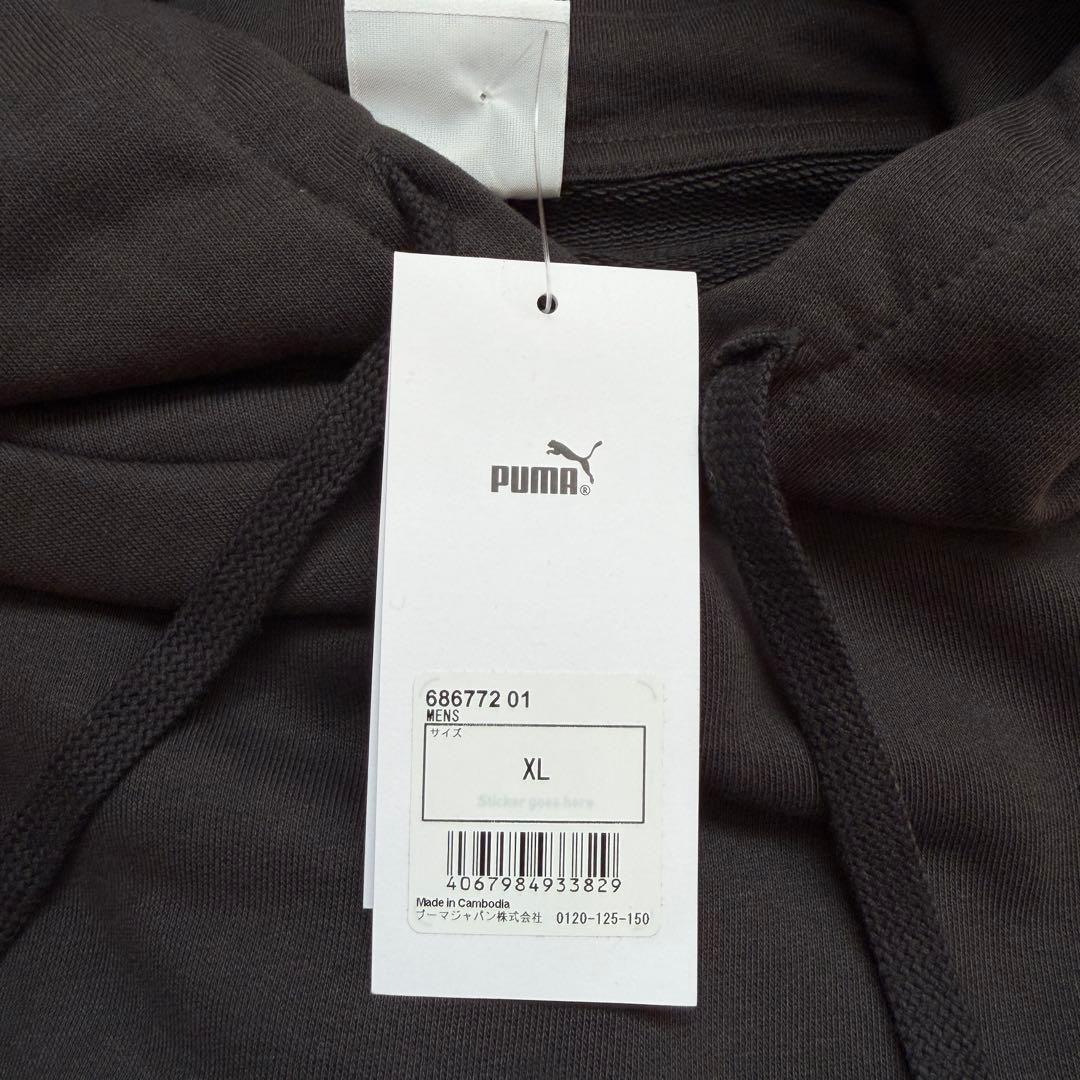 PUMA®
686772 01
MENS
サイズ
XL
Sticker goes here
4067984933829
Made in Cambodia
プーマジャパン株式会社 0120-125-150